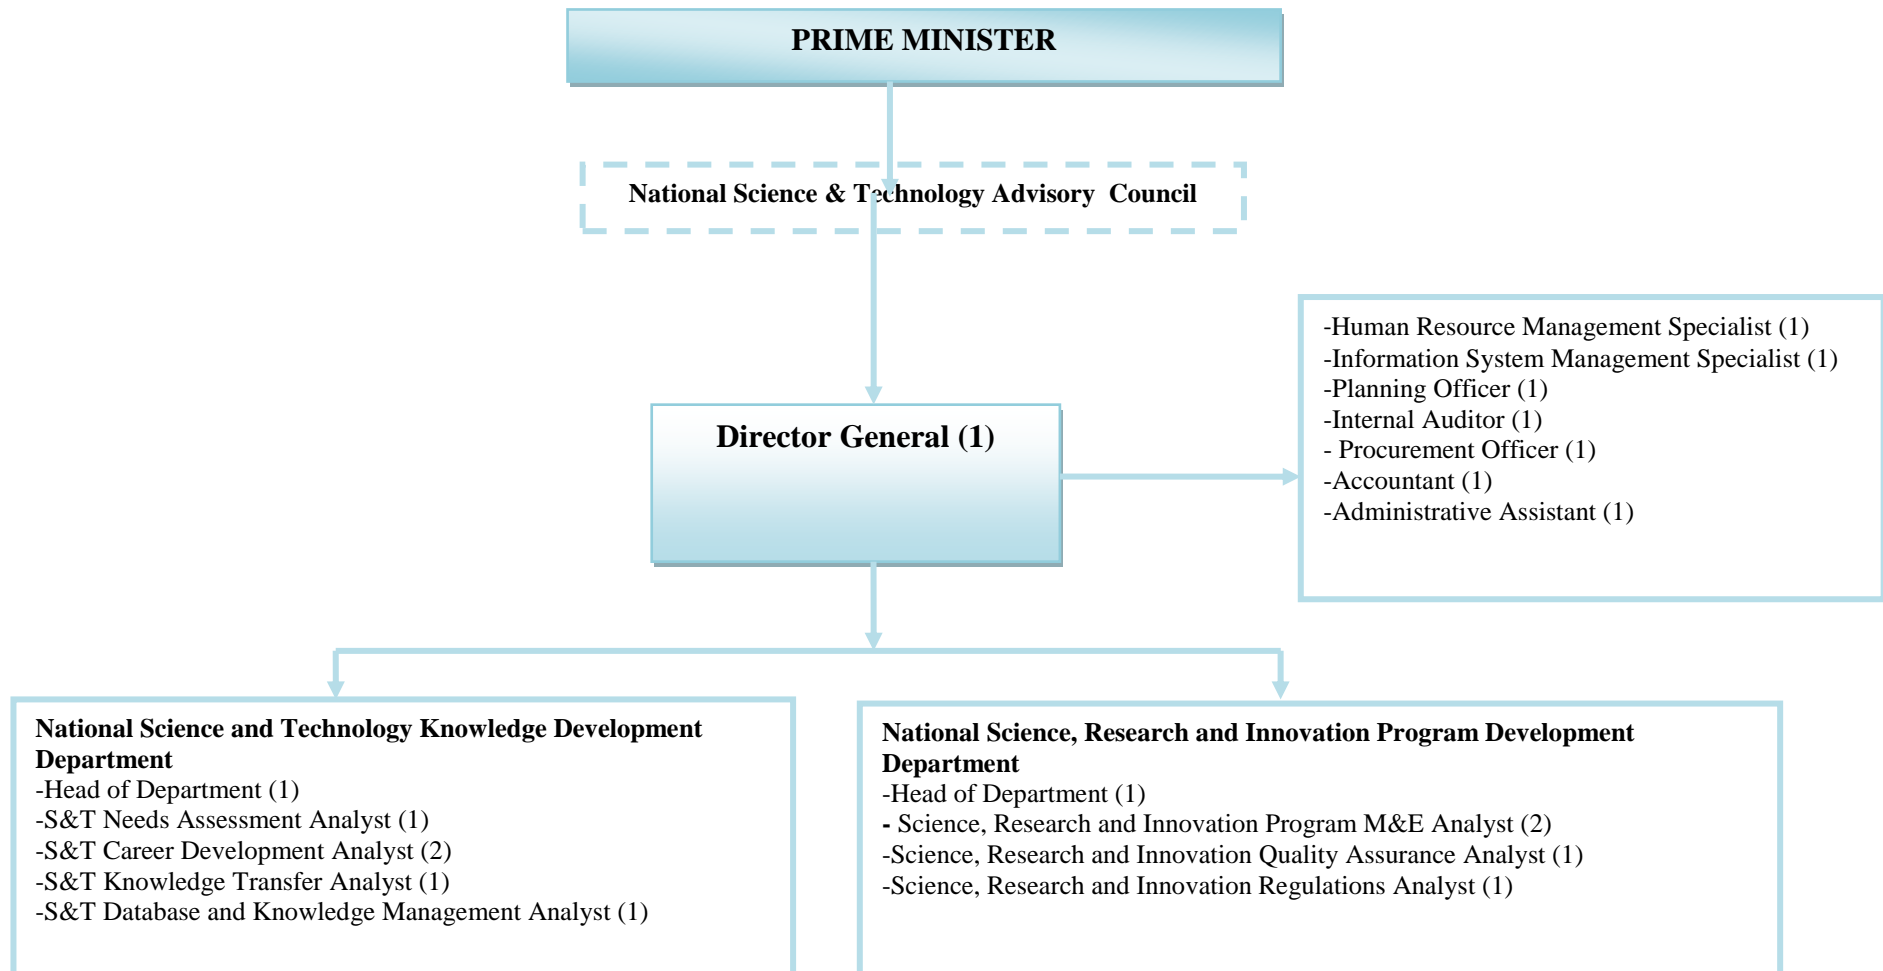 PRIME MINISTER
National Science & Technology Advisory Council
-Human Resource Management Specialist (1)
-Information System Management Specialist (1)
-Planning Officer (1)
-Internal Auditor (1)
- Procurement Officer (1)
-Accountant (1)
-Administrative Assistant (1)
Director General (1)
National Science and Technology Knowledge Development
Department
-Head of Department (1)
-S&T Needs Assessment Analyst (1)
-S&T Career Development Analyst (2)
-S&T Knowledge Transfer Analyst (1)
-S&T Database and Knowledge Management Analyst (1)
National Science, Research and Innovation Program Development
Department
-Head of Department (1)
- Science, Research and Innovation Program M&E Analyst (2)
-Science, Research and Innovation Quality Assurance Analyst (1)
-Science, Research and Innovation Regulations Analyst (1)